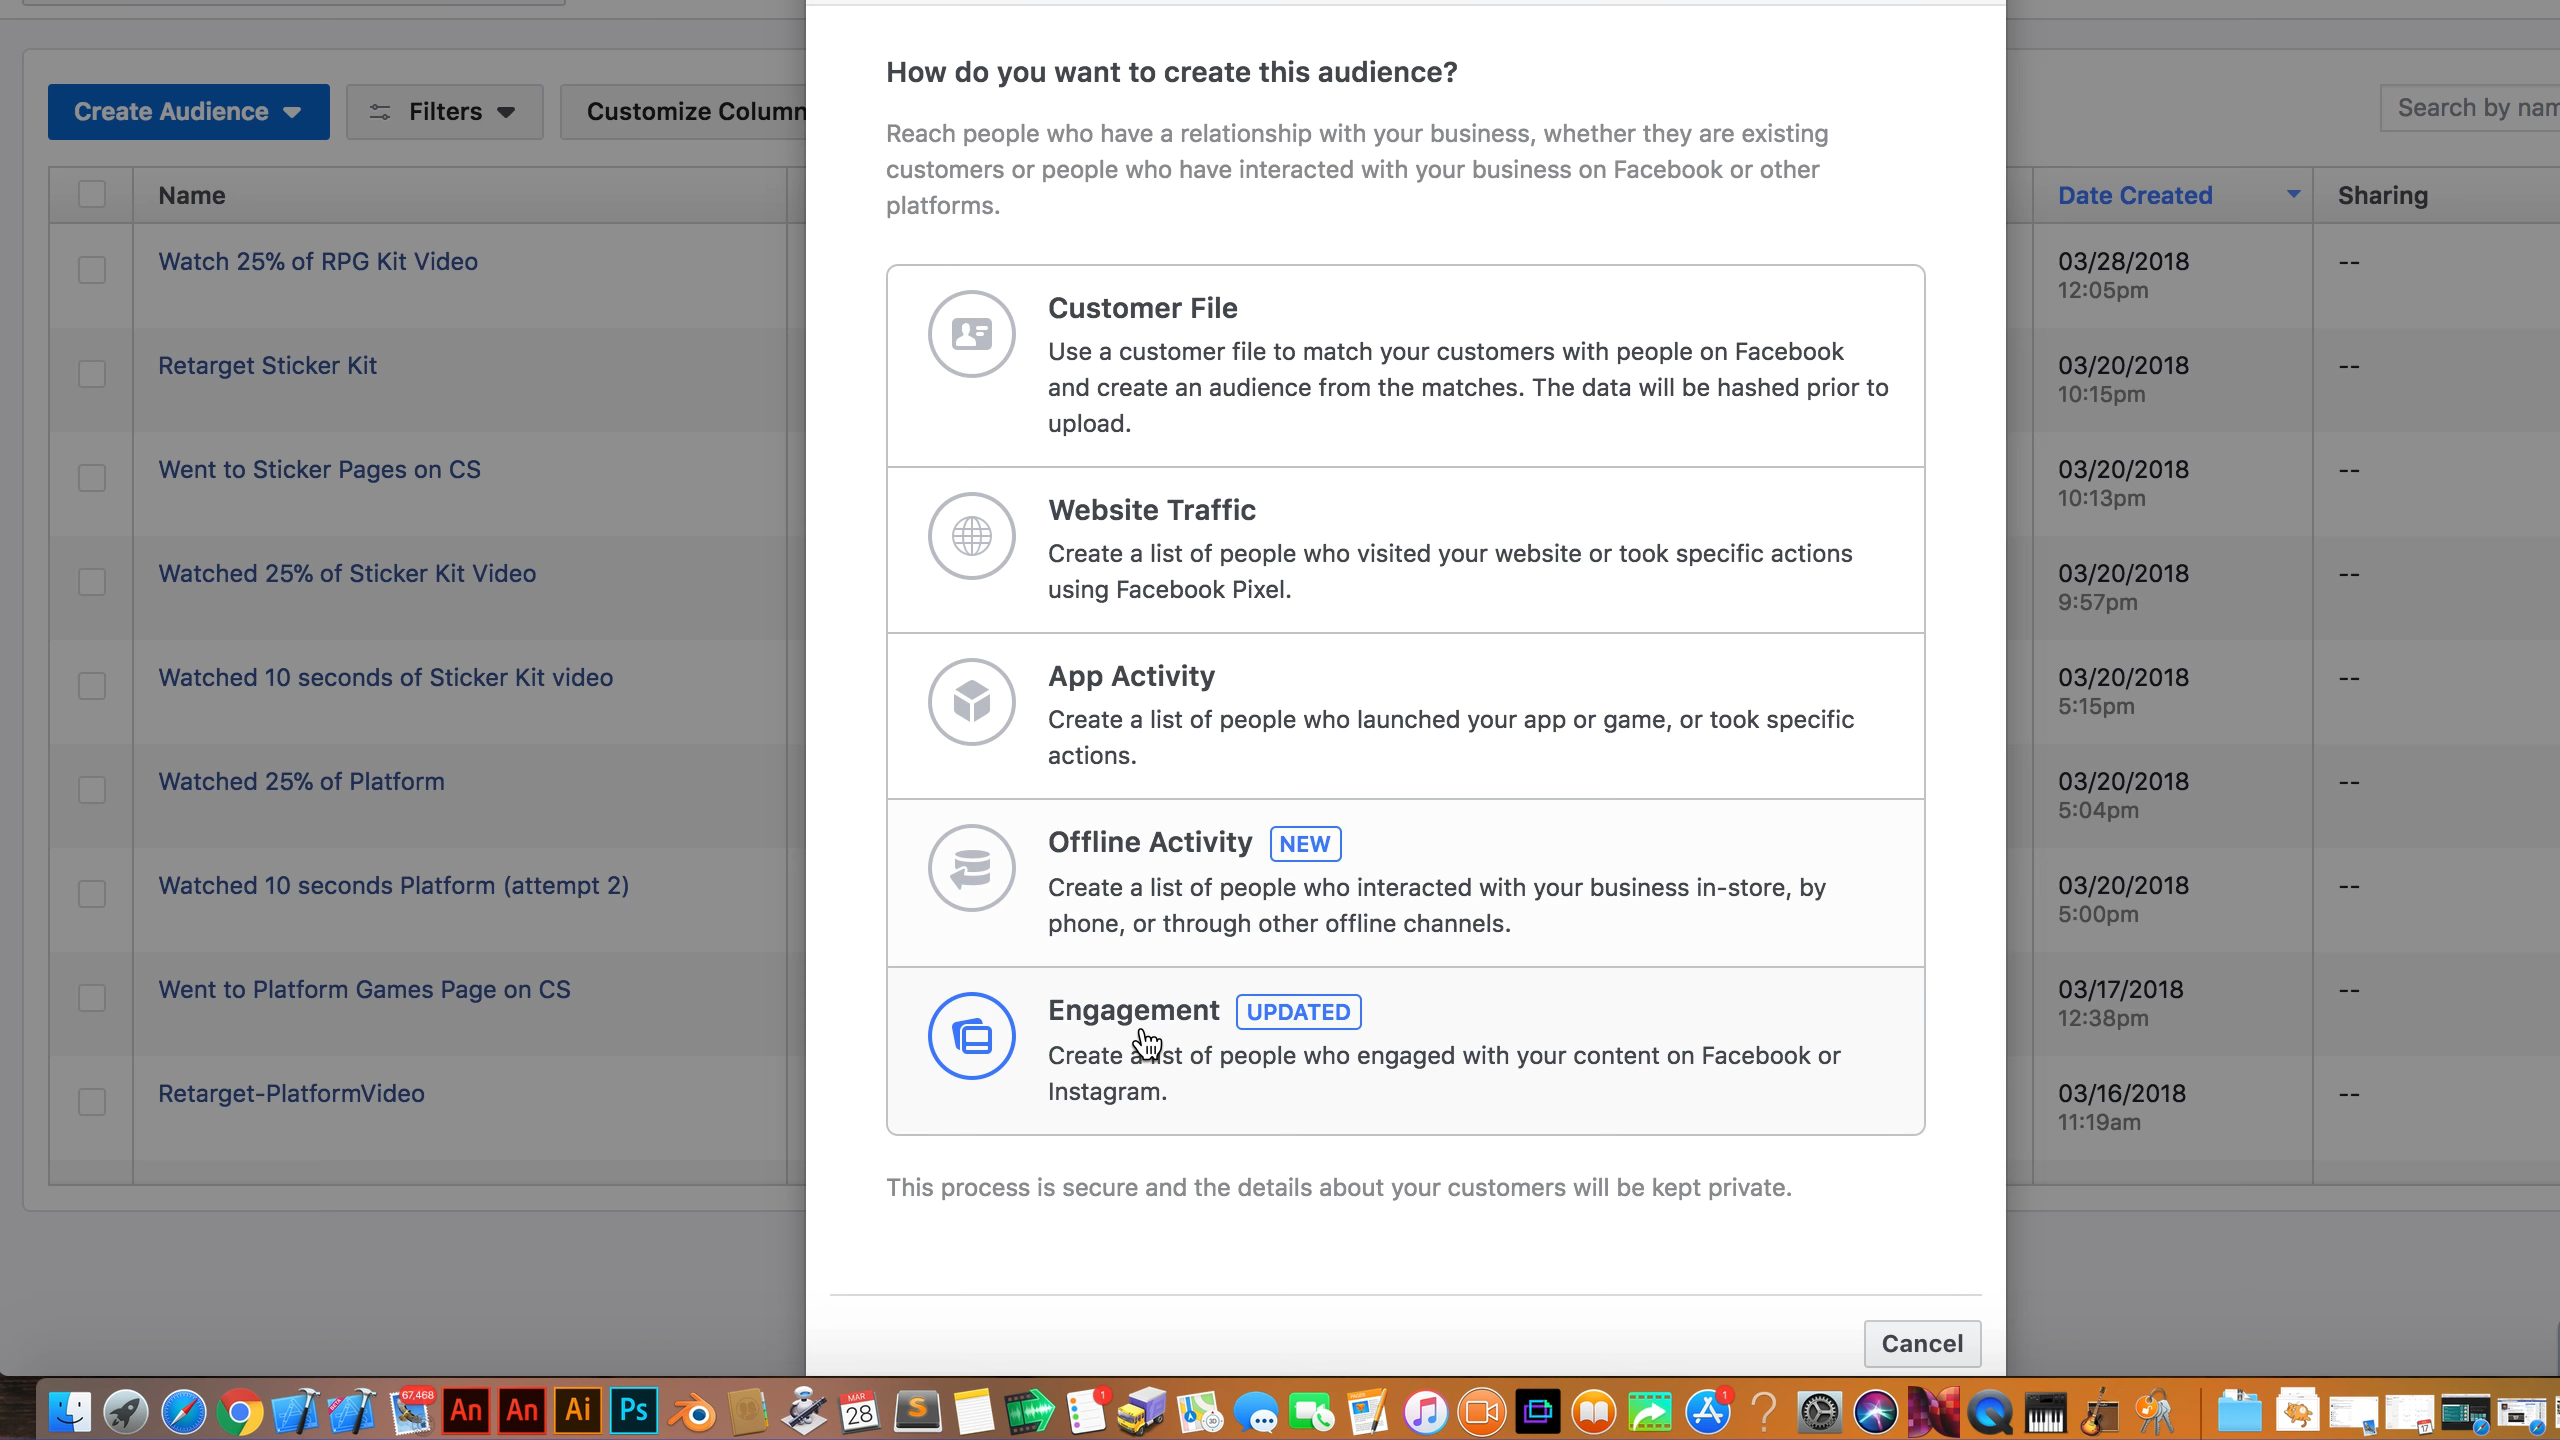 How do you want to create this audience?
Reach people who have a relationship with your business, whether they are existing
customers or people who have interacted with your business on Facebook or other
platforms.
Create Audience
Filters
Customize Column
Search by nam
Name
Date Created
Sharing
Watch 25% of RPG Kit Video
03/28/2018
12:05pm
--
Retarget Sticker Kit
03/20/2018
10:15pm
--
Went to Sticker Pages on CS
03/20/2018
10:13pm
--
Watched 25% of Sticker Kit Video
03/20/2018
9:57pm
--
Watched 10 seconds of Sticker Kit video
03/20/2018
5:15pm
--
Watched 25% of Platform
03/20/2018
5:04pm
--
Watched 10 seconds Platform (attempt 2)
03/20/2018
5:00pm
--
Went to Platform Games Page on CS
03/17/2018
12:38pm
--
Retarget-PlatformVideo
03/16/2018
11:19am
--
Customer File
Use a customer file to match your customers with people on Facebook
and create an audience from the matches. The data will be hashed prior to
upload.
Website Traffic
Create a list of people who visited your website or took specific actions
using Facebook Pixel.
App Activity
Create a list of people who launched your app or game, or took specific
actions.
Offline Activity NEW
Create a list of people who interacted with your business in-store, by
phone, or through other offline channels.
Engagement UPDATED
Create a list of people who engaged with your content on Facebook or
Instagram.
This process is secure and the details about your customers will be kept private.
Cancel
67,468
An
An
Ai
Ps
MAR
28
S
1
3D
1
?
17